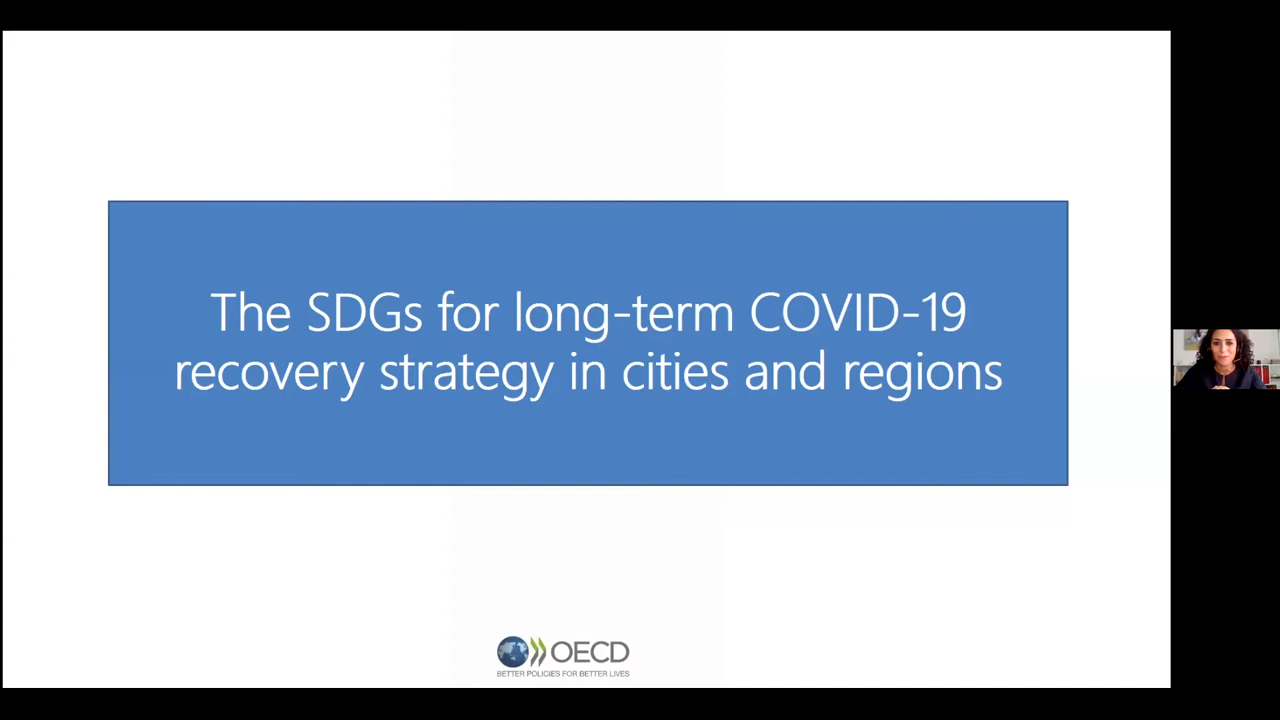 The SDGs for long-term COVID-19
recovery strategy in cities and regions
OECD
BETTER POLICIES FOR BETTER LIVES